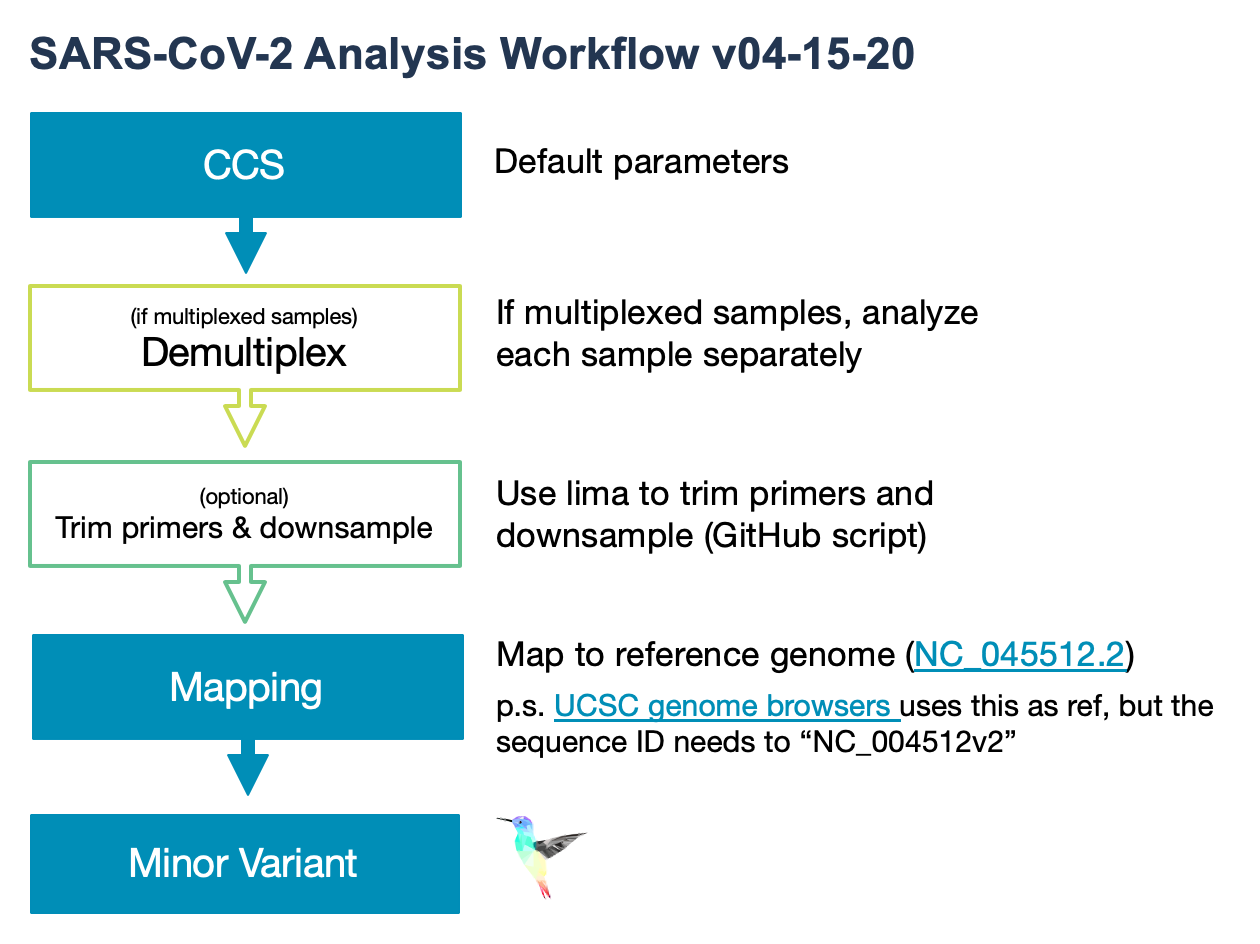 SARS-CoV-2 Analysis Workflow v04-15-20
CCS
Default parameters
(if multiplexed samples)
Demultiplex
If multiplexed samples, analyze
each sample separately
(optional)
Trim primers & downsample
Use lima to trim primers and
downsample (GitHub script)
Mapping
Map to reference genome (NC_045512.2)
p.s. UCSC genome browsers uses this as ref, but the
sequence ID needs to “NC_004512v2”
Minor Variant